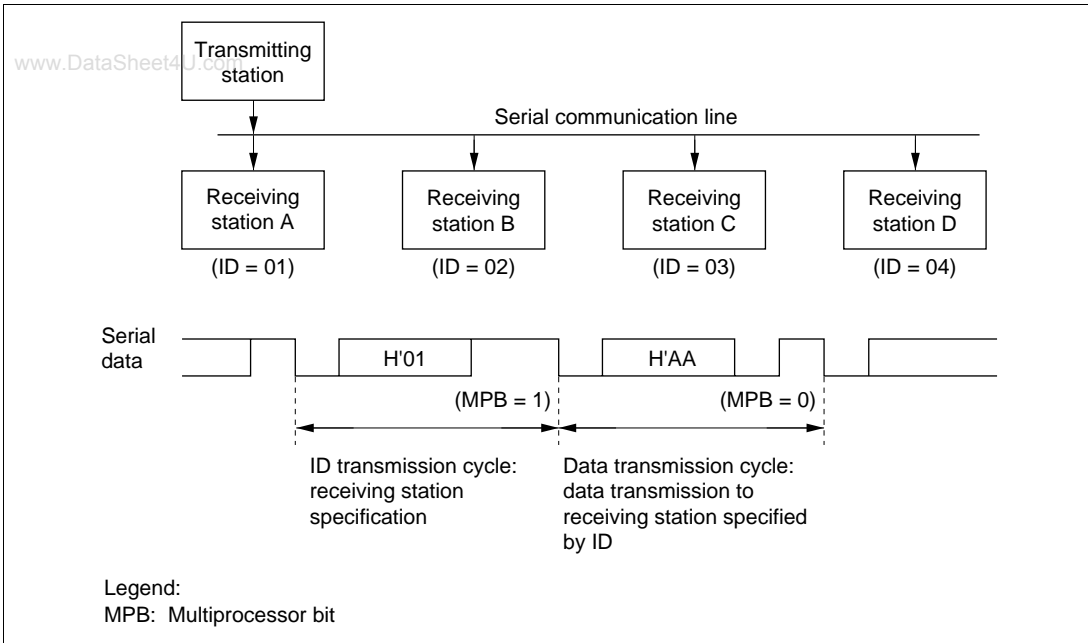 www.DataSheet4U.com
Transmitting
station
Serial communication line
Receiving
station A
Receiving
station B
Receiving
station C
Receiving
station D
(ID = 01)
(ID = 02)
(ID = 03)
(ID = 04)
Serial
data
H'01
H'AA
(MPB = 1)
(MPB = 0)
ID transmission cycle:
receiving station
specification
Data transmission cycle:
data transmission to
receiving station specified
by ID
Legend:
MPB: Multiprocessor bit